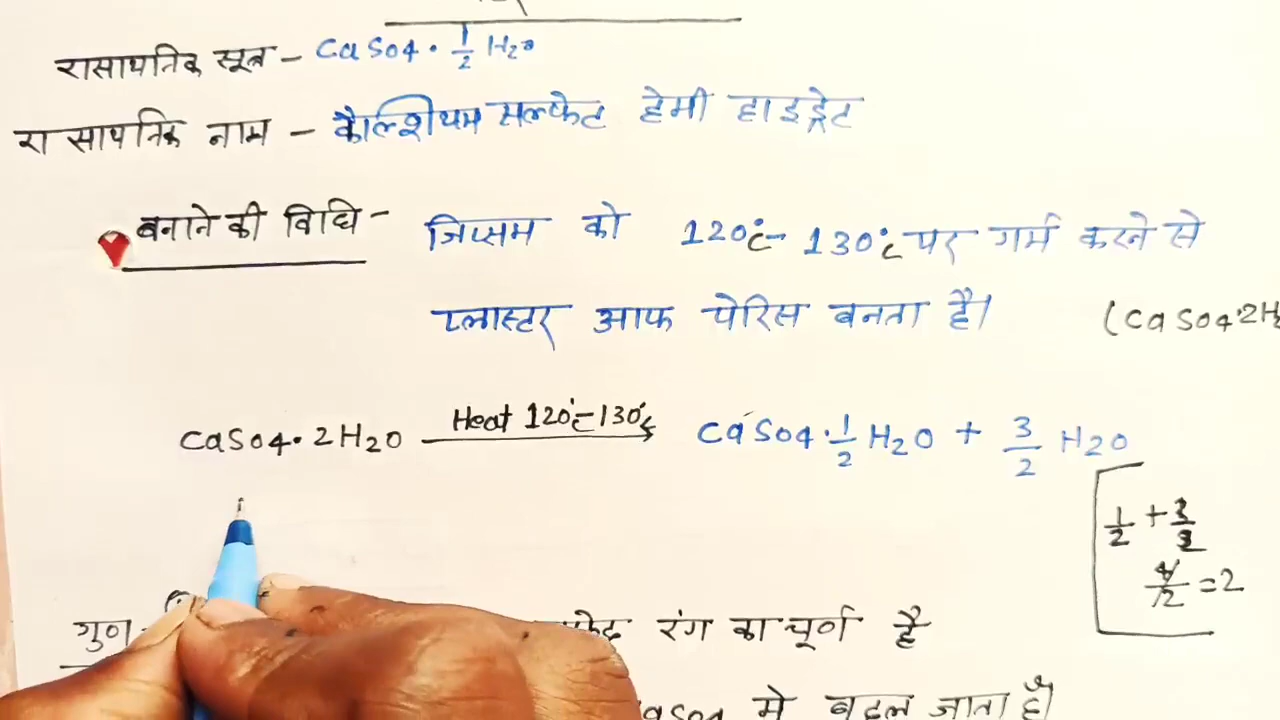 रासायनिक सूत्र - CaSO4 · 1/2 H2O
रासायनिक नाम - कैल्शियम सल्फेट हेमी हाइड्रेट
बनाने की विधि - जिप्सम को 120°C - 130°C पर गर्म करने से
प्लास्टर आफ पेरिस बनता है।
(CaSO4·2H2
CaSO4·2H2O Heat 120°C-130°C CaSO4·1/2 H2O + 3/2 H2O
1/2 + 3/2
4/2 = 2
गुण - रंग का चूर्ण है
CaSO4 मे बदल जाता है